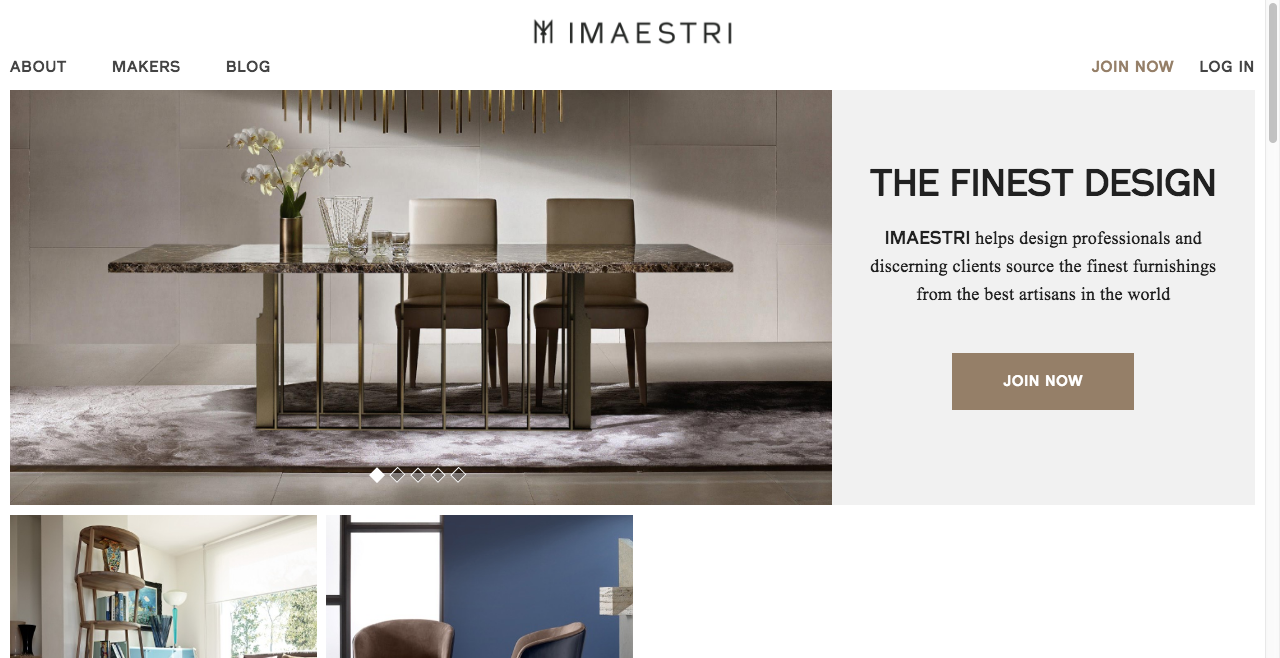 IMAESTRI
ABOUT MAKERS BLOG JOIN NOW LOG IN
THE FINEST DESIGN
IMAESTRI helps design professionals and
discerning clients source the finest furnishings
from the best artisans in the world
JOIN NOW